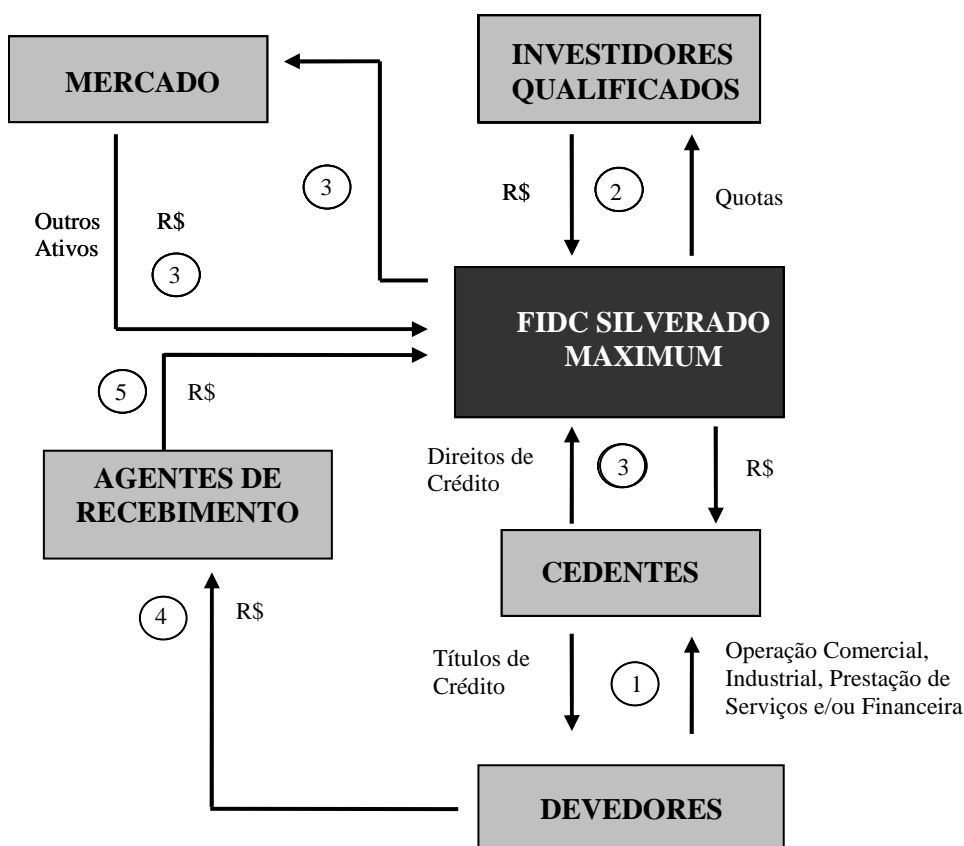 MERCADO
INVESTIDORES
QUALIFICADOS
3
R$
2
Quotas
Outros
Ativos
R$
3
FIDC SILVERADO
MAXIMUM
5
R$
AGENTES DE
RECEBIMENTO
Direitos de
Crédito
3
R$
CEDENTES
4
R$
Títulos de
Crédito
1
Operação Comercial,
Industrial, Prestação de
Serviços e/ou Financeira
DEVEDORES